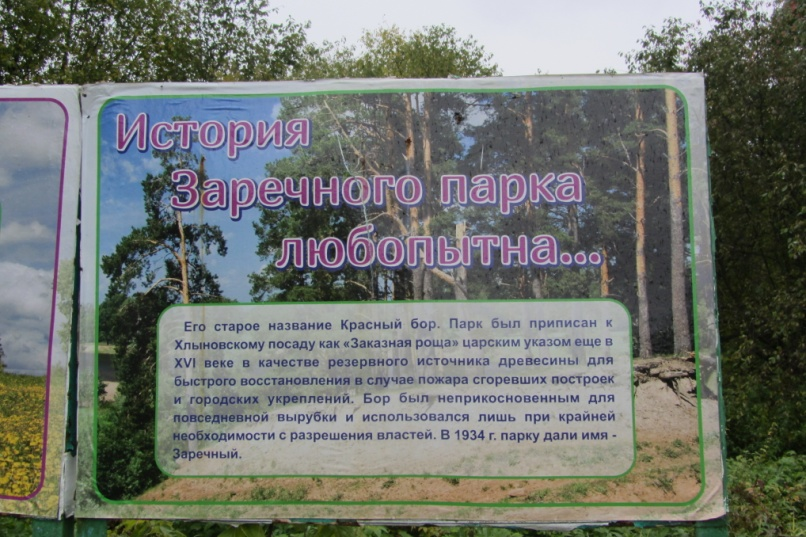 История
Заречного парка
любопытна...
Его старое название Красный бор. Парк был приписан к
Хлыновскому посаду как «Заказная роща» царским указом еще в
XVI веке в качестве резервного источника древесины для
быстрого восстановления в случае пожара сгоревших построек
и городских укреплений. Бор был неприкосновенным для
повседневной вырубки и использовался лишь при крайней
необходимости с разрешения властей. В 1934 г. парку дали имя -
Заречный.